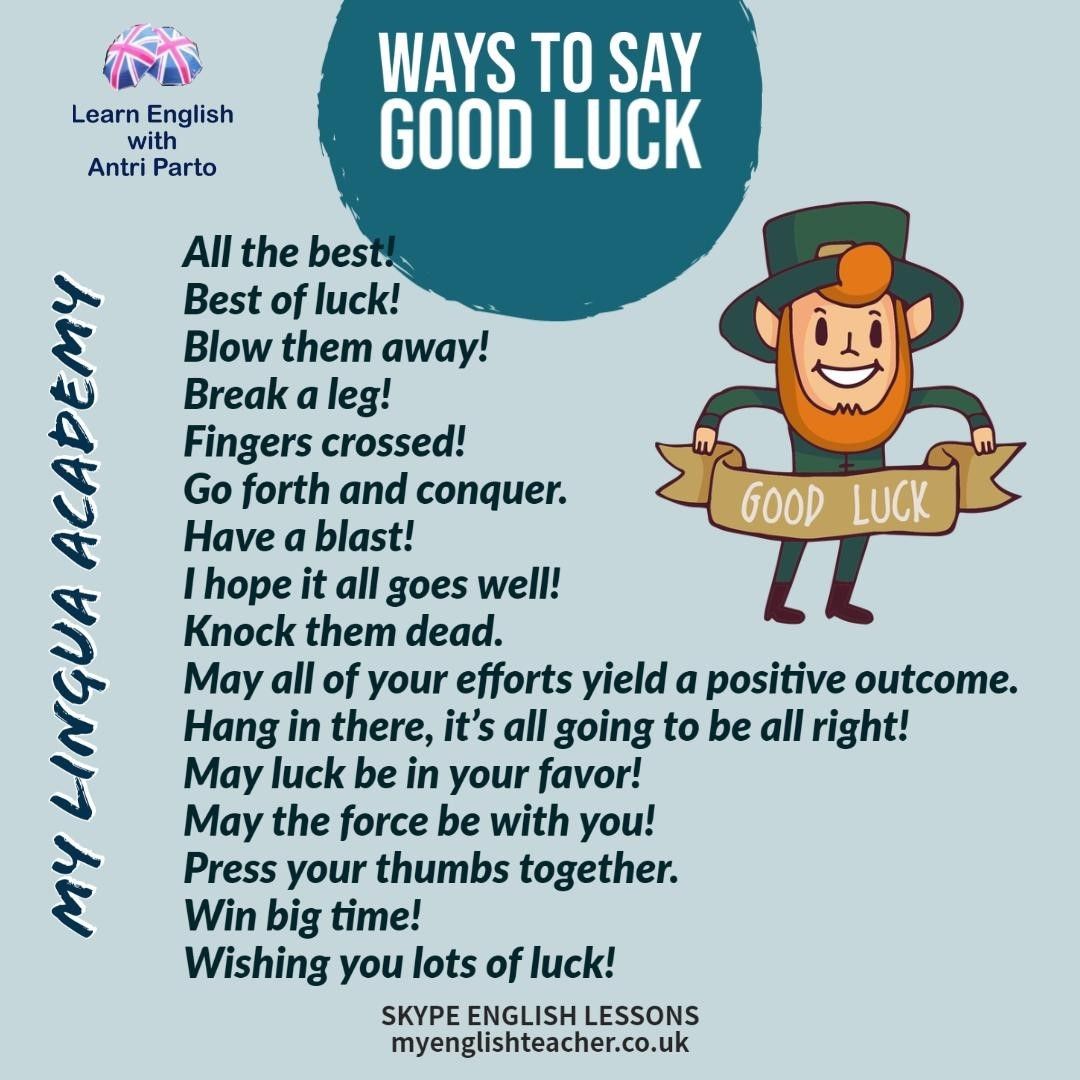 Learn English
with
Antri Parto
WAYS TO SAY
GOOD LUCK
MY LINGUA ACADEMY
All the best!
Best of luck!
Blow them away!
Break a leg!
Fingers crossed!
Go forth and conquer.
Have a blast!
I hope it all goes well!
Knock them dead.
May all of your efforts yield a positive outcome.
Hang in there, it’s all going to be all right!
May luck be in your favor!
May the force be with you!
Press your thumbs together.
Win big time!
Wishing you lots of luck!
GOOD LUCK
SKYPE ENGLISH LESSONS
myenglishteacher.co.uk